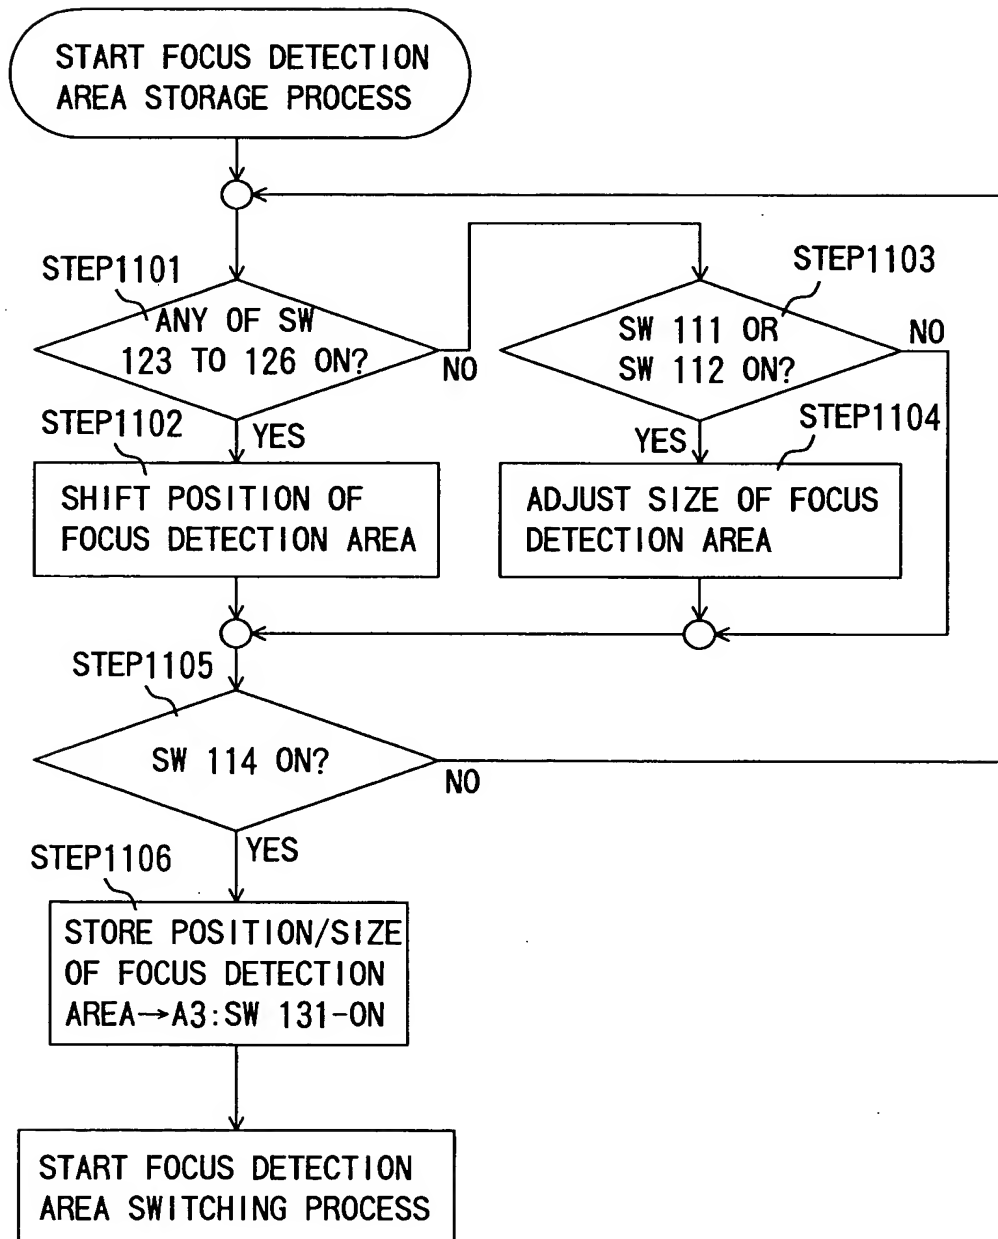 START FOCUS DETECTION
AREA STORAGE PROCESS
STEP1101
ANY OF SW
123 TO 126 ON?
NO
STEP1103
SW 111 OR
SW 112 ON?
NO
STEP1102
YES
SHIFT POSITION OF
FOCUS DETECTION AREA
STEP1104
YES
ADJUST SIZE OF FOCUS
DETECTION AREA
STEP1105
SW 114 ON?
NO
YES
STEP1106
STORE POSITION/SIZE
OF FOCUS DETECTION
AREA→A3:SW 131-ON
START FOCUS DETECTION
AREA SWITCHING PROCESS